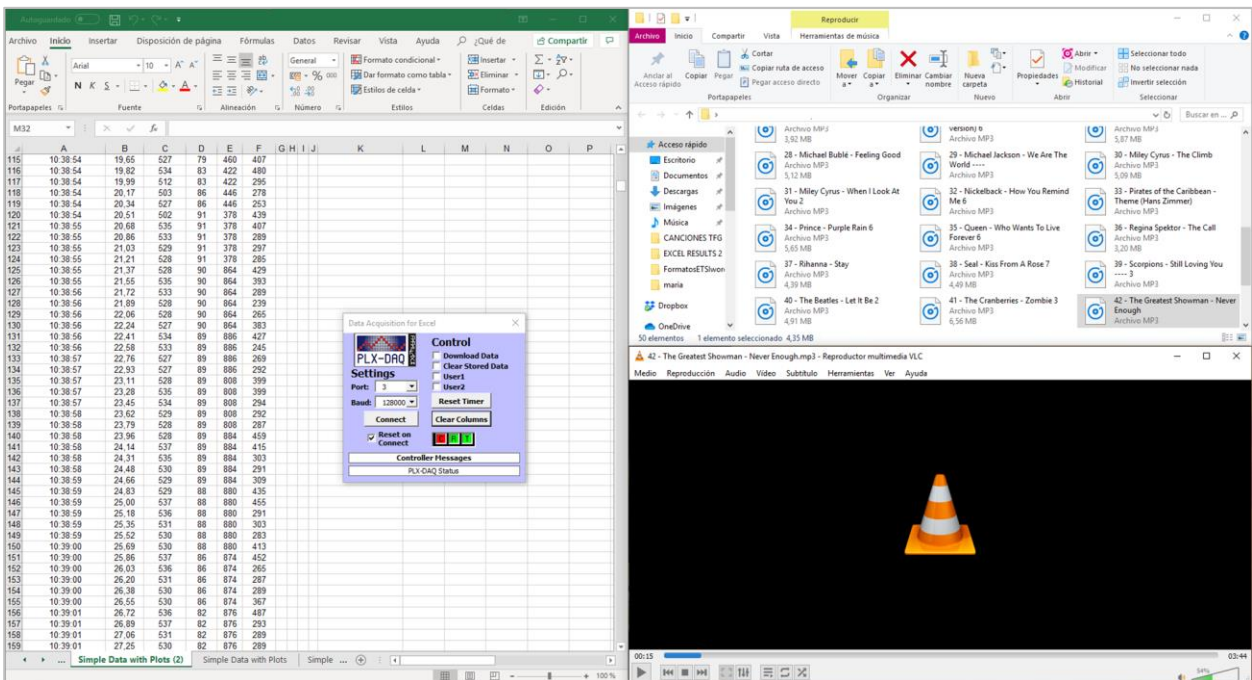 Autoguardado
Archivo Inicio Insertar Disposición de página Fórmulas Datos Revisar Vista Ayuda ¿Qué de Compartir
Pegar
Arial 10
N K S
General
% 000
Formato condicional
Dar formato como tabla
Estilos de celda
Insertar
Eliminar
Formato
Portapapeles Fuente Alineación Número Estilos Celdas Edición
M32 fx
A B C D E F G H I J K L M N O P
115 10:38:54 19,65 527 79 460 407
116 10:38:54 19,82 534 83 422 480
117 10:38:54 19,99 512 83 422 295
118 10:38:54 20,17 503 86 446 278
119 10:38:54 20,34 527 86 446 253
120 10:38:54 20,51 502 91 378 439
121 10:38:55 20,68 535 91 378 407
122 10:38:55 20,86 533 91 378 289
123 10:38:55 21,03 529 91 378 297
124 10:38:55 21,21 528 91 378 285
125 10:38:55 21,37 528 90 864 429
126 10:38:55 21,55 535 90 864 393
127 10:38:56 21,72 533 90 864 289
128 10:38:56 21,89 528 90 864 239
129 10:38:56 22,06 528 90 864 265
130 10:38:56 22,24 527 90 864 383
131 10:38:56 22,41 534 89 886 427
132 10:38:56 22,58 533 89 886 245
133 10:38:57 22,76 527 89 886 269
134 10:38:57 22,93 527 89 886 292
135 10:38:57 23,11 528 89 808 399
136 10:38:57 23,28 535 89 808 399
137 10:38:57 23,45 534 89 808 294
138 10:38:58 23,62 529 89 808 292
139 10:38:58 23,79 528 89 808 287
140 10:38:58 23,96 528 89 884 459
141 10:38:58 24,14 537 89 884 415
142 10:38:58 24,31 535 89 884 303
143 10:38:58 24,48 530 89 884 291
144 10:38:59 24,66 529 89 884 309
145 10:38:59 24,83 529 88 880 435
146 10:38:59 25,00 537 88 880 455
147 10:38:59 25,18 536 88 880 291
148 10:38:59 25,35 531 88 880 303
149 10:38:59 25,52 530 88 880 283
150 10:39:00 25,69 530 88 880 413
151 10:39:00 25,86 537 86 874 452
152 10:39:00 26,03 536 86 874 265
153 10:39:00 26,20 531 86 874 287
154 10:39:00 26,38 530 86 874 289
155 10:39:00 26,55 530 86 874 367
156 10:39:01 26,72 536 82 876 487
157 10:39:01 26,89 537 82 876 293
158 10:39:01 27,06 531 82 876 289
159 10:39:01 27,25 530 82 876 289
... Simple Data with Plots (2) Simple Data with Plots Simple ...
100 %
Data Acquisition for Excel
PLX-DAQ
Settings
Port: 3
Baud: 128000
Connect
Reset on Connect
Control
Download Data
Clear Stored Data
User1
User2
Reset Timer
Clear Columns
Controller Messages
PLX-DAQ Status
Reproducir
Archivo Inicio Compartir Vista Herramientas de música
Anclar al Acceso rápido
Copiar
Pegar
Cortar
Copiar ruta de acceso
Pegar acceso directo
Mover a
Copiar a
Eliminar
Cambiar nombre
Nueva carpeta
Propiedades
Abrir
Modificar
Historial
Seleccionar todo
No seleccionar nada
Invertir selección
Portapapeles Organizar Nuevo Abrir Seleccionar
Buscar en ...
Acceso rápido
Escritorio
Documentos
Descargas
Imágenes
Música
CANCIONES TFG
EXCEL RESULTS 2
FormatosETSIwor
maria
Dropbox
OneDrive
Archivo MP3 versión) 6 Archivo MP3
3,92 MB Archivo MP3 5,87 MB
28 - Michael Bublé - Feeling Good
Archivo MP3
5,12 MB
29 - Michael Jackson - We Are The
World ----
Archivo MP3
30 - Miley Cyrus - The Climb
Archivo MP3
5,09 MB
31 - Miley Cyrus - When I Look At
You 2
Archivo MP3
32 - Nickelback - How You Remind
Me 6
Archivo MP3
33 - Pirates of the Caribbean -
Theme (Hans Zimmer)
Archivo MP3
34 - Prince - Purple Rain 6
Archivo MP3
5,65 MB
35 - Queen - Who Wants To Live
Forever 6
Archivo MP3
36 - Regina Spektor - The Call
Archivo MP3
3,20 MB
37 - Rihanna - Stay
Archivo MP3
4,39 MB
38 - Seal - Kiss From A Rose 7
Archivo MP3
4,49 MB
39 - Scorpions - Still Loving You
---- 3
Archivo MP3
40 - The Beatles - Let It Be 2
Archivo MP3
4,91 MB
41 - The Cranberries - Zombie 3
Archivo MP3
6,56 MB
42 - The Greatest Showman - Never
Enough
Archivo MP3
50 elementos 1 elemento seleccionado 4,35 MB
42 - The Greatest Showman - Never Enough.mp3 - Reproductor multimedia VLC
Medio Reproducción Audio Vídeo Subtítulo Herramientas Ver Ayuda
00:15 03:44
54%